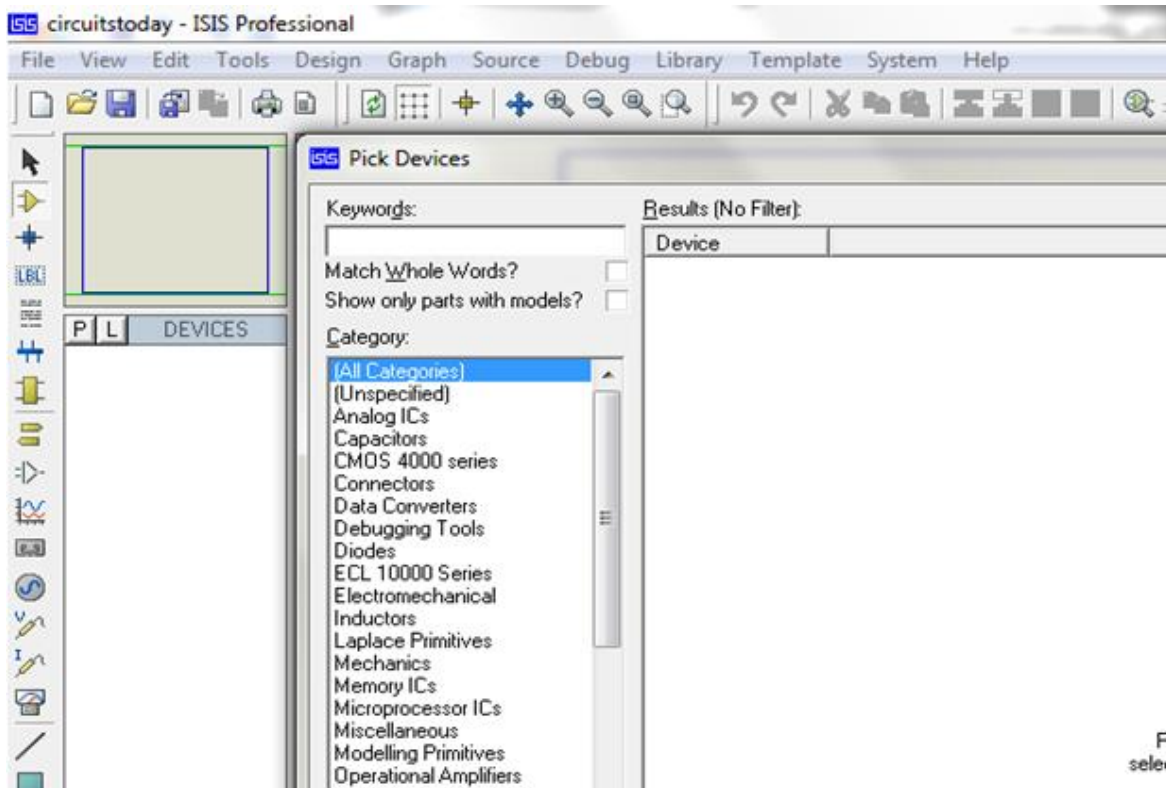 isis circuitstoday - ISIS Professional
File View Edit Tools Design Graph Source Debug Library Template System Help
isis Pick Devices
Keywords:
Results (No Filter):
Device
Match Whole Words?
LBL
Show only parts with models?
P L DEVICES
Category:
(All Categories)
(Unspecified)
Analog ICs
Capacitors
CMOS 4000 series
Connectors
Data Converters
Debugging Tools
Diodes
ECL 10000 Series
Electromechanical
Inductors
Laplace Primitives
Mechanics
Memory ICs
Microprocessor ICs
Miscellaneous
Modelling Primitives
Operational Amplifiers
V
I